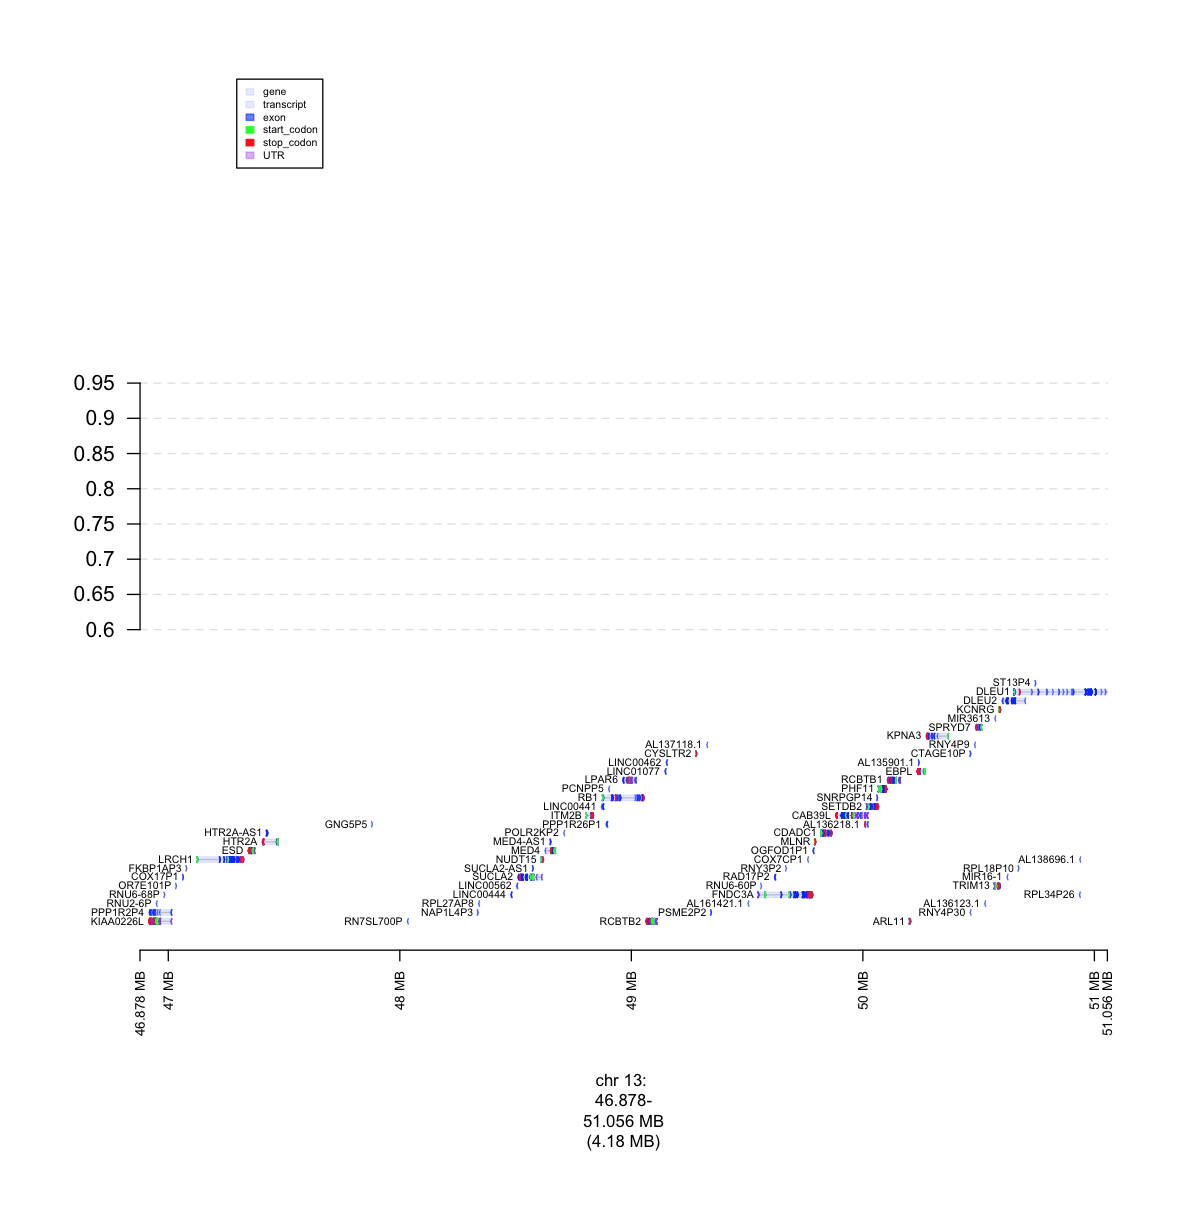 gene
transcript
exon
start_codon
stop_codon
UTR
0.95
0.9
0.85
0.8
0.75
0.7
0.65
0.6
ST13P4
DLEU1
DLEU2
KCNRG
MIR3613
SPRYD7
KPNA3
AL137118.1 RNY4P9
CYSLTR2 CTAGE10P
LINC00462 AL135901.1
LINC01077 EBPL
LPAR6 RCBTB1
PCNPP5 PHF11
RB1 SNRPGP14
LINC00441 SETDB2
ITM2B CAB39L
GNG5P5 PPP1R26P1 AL136218.1
HTR2A-AS1 POLR2KP2 CDADC1
HTR2A MED4-AS1 MLNR
ESD MED4 OGFOD1P1
LRCH1 NUDT15 COX7CP1 AL138696.1
FKBP1AP3 SUCLA2-AS1 RNY3P2 RPL18P10
COX17P1 SUCLA2 RAD17P2 MIR16-1
OR7E101P LINC00562 RNU6-60P TRIM13
RNU6-68P LINC00444 FNDC3A RPL34P26
RNU2-6P RPL27AP8 AL161421.1 AL136123.1
PPP1R2P4 NAP1L4P3 PSME2P2 RNY4P30
KIAA0226L RN7SL700P RCBTB2 ARL11
46.878 MB
47 MB
48 MB
49 MB
50 MB
51 MB
51.056 MB
chr 13:
46.878-
51.056 MB
(4.18 MB)